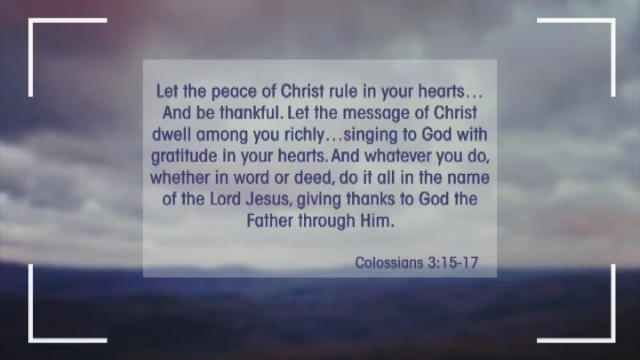 Let the peace of Christ rule in your hearts…
And be thankful. Let the message of Christ
dwell among you richly…singing to God with
gratitude in your hearts. And whatever you do,
whether in word or deed, do it all in the name
of the Lord Jesus, giving thanks to God the
Father through Him.
Colossians 3:15-17